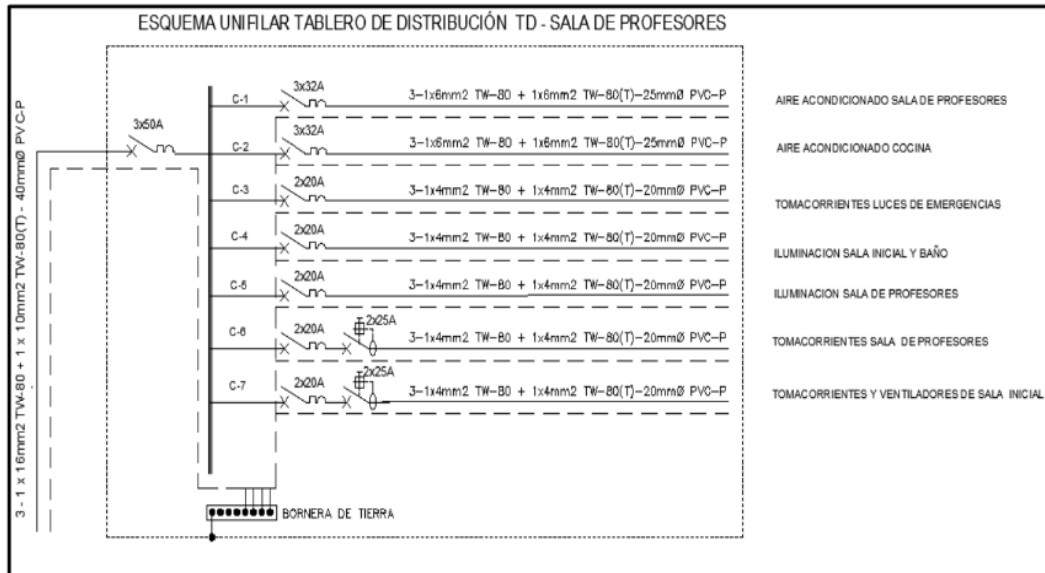 ESQUEMA UNIFILAR TABLERO DE DISTRIBUCIÓN TD - SALA DE PROFESORES
3 - 1 x 16mm2 TW-80 + 1 x 10mm2 TW-80(T) - 40mmØ PVC-P
3x50A
C-1
3x32A
3-1x6mm2 TW-80 + 1x6mm2 TW-80(T)-25mmØ PVC-P
AIRE ACONDICIONADO SALA DE PROFESORES
C-2
3x32A
3-1x6mm2 TW-80 + 1x6mm2 TW-80(T)-25mmØ PVC-P
AIRE ACONDICIONADO COCINA
C-3
2x20A
3-1x4mm2 TW-80 + 1x4mm2 TW-80(T)-20mmØ PVC-P
TOMACORRIENTES LUCES DE EMERGENCIAS
C-4
2x20A
3-1x4mm2 TW-80 + 1x4mm2 TW-80(T)-20mmØ PVC-P
ILUMINACION SALA INICIAL Y BAÑO
C-5
2x20A
3-1x4mm2 TW-80 + 1x4mm2 TW-80(T)-20mmØ PVC-P
ILUMINACION SALA DE PROFESORES
C-6
2x20A
2x25A
3-1x4mm2 TW-80 + 1x4mm2 TW-80(T)-20mmØ PVC-P
TOMACORRIENTES SALA DE PROFESORES
C-7
2x20A
2x25A
3-1x4mm2 TW-80 + 1x4mm2 TW-80(T)-20mmØ PVC-P
TOMACORRIENTES Y VENTILADORES DE SALA INICIAL
BORNERA DE TIERRA